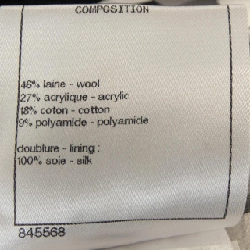 COMPOSITION
46% laine - wool
27% acrylique - acrylic
18% coton - cotton
9% polyamide - polyamide
doublure - lining :
100% soie - silk
845568